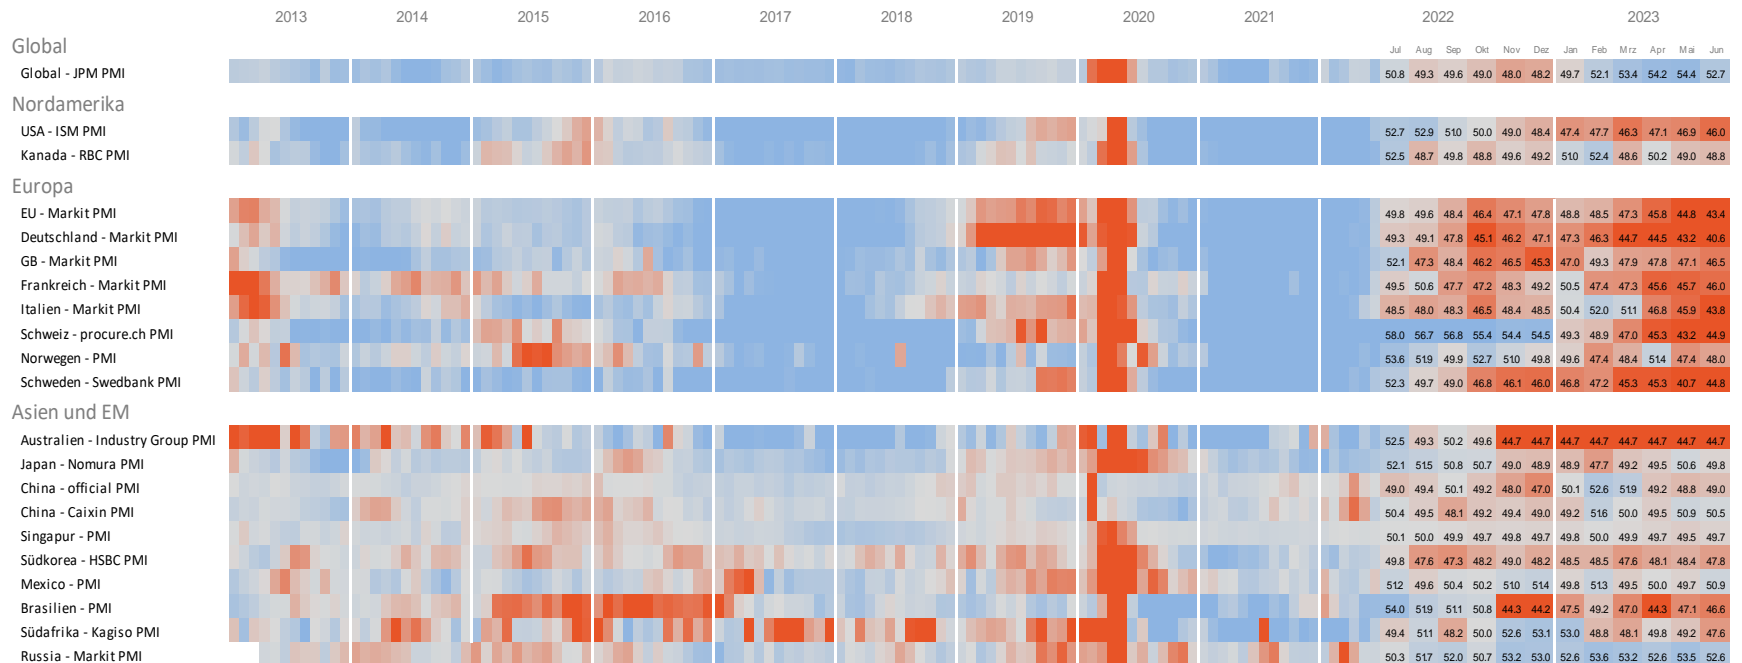 2013 2014 2015 2016 2017 2018 2019 2020 2021 2022 2023
Global Jul Aug Sep Okt Nov Dez Jan Feb Mrz Apr Mai Jun
Global - JPM PMI 50.8 49.3 49.6 49.0 48.0 48.2 49.7 52.1 53.4 54.2 54.4 52.7
Nordamerika
USA - ISM PMI 52.7 52.9 51.0 50.0 49.0 48.4 47.4 47.7 46.3 47.1 46.9 46.0
Kanada - RBC PMI 52.5 48.7 49.8 48.8 49.6 49.2 51.0 52.4 48.6 50.2 49.0 48.8
Europa
EU - Markit PMI 49.8 49.6 48.4 46.4 47.1 47.8 48.8 48.5 47.3 45.8 44.8 43.4
Deutschland - Markit PMI 49.3 49.1 47.8 45.1 46.2 47.1 47.3 46.3 44.7 44.5 43.2 40.6
GB - Markit PMI 52.1 47.3 48.4 46.2 46.5 45.3 47.0 49.3 47.9 47.8 47.1 46.5
Frankreich - Markit PMI 49.5 50.6 47.7 47.2 48.3 49.2 50.5 47.4 47.3 45.6 45.7 46.0
Italien - Markit PMI 48.5 48.0 48.3 46.5 48.4 48.5 50.4 52.0 51.1 46.8 45.9 43.8
Schweiz - procure.ch PMI 58.0 56.7 56.8 55.4 54.4 54.5 49.3 48.9 47.0 45.3 43.2 44.9
Norwegen - PMI 53.6 51.9 49.9 52.7 51.0 49.8 49.6 47.4 48.4 51.4 47.4 48.0
Schweden - Swedbank PMI 52.3 49.7 49.0 46.8 46.1 46.0 46.8 47.2 45.3 45.3 40.7 44.8
Asien und EM
Australien - Industry Group PMI 52.5 49.3 50.2 49.6 44.7 44.7 44.7 44.7 44.7 44.7 44.7 44.7
Japan - Nomura PMI 52.1 51.5 50.8 50.7 49.0 48.9 48.9 47.7 49.2 49.5 50.6 49.8
China - official PMI 49.0 49.4 50.1 49.2 48.0 47.0 50.1 52.6 51.9 49.2 48.8 49.0
China - Caixin PMI 50.4 49.5 48.1 49.2 49.4 49.0 49.2 51.6 50.0 49.5 50.9 50.5
Singapur - PMI 50.1 50.0 49.9 49.7 49.8 49.7 49.8 50.0 49.9 49.7 49.5 49.7
Südkorea - HSBC PMI 49.8 47.6 47.3 48.2 49.0 48.2 48.5 48.5 47.6 48.1 48.4 47.8
Mexico - PMI 51.2 49.6 50.4 50.2 51.0 51.4 49.8 51.3 49.5 50.0 49.7 50.9
Brasilien - PMI 54.0 51.9 51.1 50.8 44.3 44.2 47.5 49.2 47.0 44.3 47.1 46.6
Südafrika - Kagiso PMI 49.4 51.1 48.2 50.0 52.6 53.1 53.0 48.8 48.1 49.8 49.2 47.6
Russia - Markit PMI 50.3 51.7 52.0 50.7 53.2 53.0 52.6 53.6 53.2 52.6 53.5 52.6